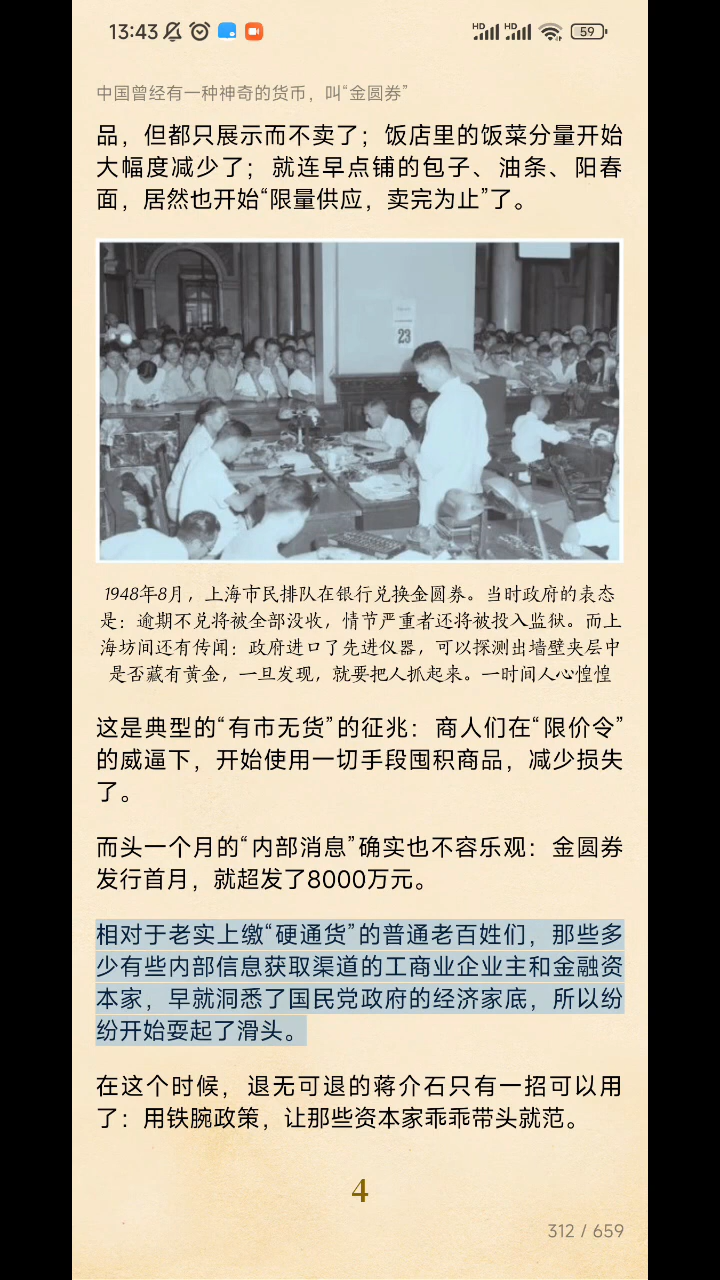 13:43
HD HD 59
中国曾经有一种神奇的货币，叫“金圆券”
品，但都只展示而不卖了；饭店里的饭菜分量开始
大幅度减少了；就连早点铺的包子、油条、阳春
面，居然也开始“限量供应，卖完为止”了。
23
1948年8月，上海市民排队在银行兑换金圆券。当时政府的表态
是：逾期不兑将被全部没收，情节严重者还将被投入监狱。而上
海坊间还有传闻：政府进口了先进仪器，可以探测出墙壁夹层中
是否藏有黄金，一旦发现，就要把人抓起来。一时间人心惶惶
这是典型的“有市无货”的征兆：商人们在“限价令”
的威逼下，开始使用一切手段囤积商品，减少损失
了。
而头一个月的“内部消息”确实也不容乐观：金圆券
发行首月，就超发了8000万元。
相对于老实上缴“硬通货”的普通老百姓们，那些多
少有些内部信息获取渠道的工商业企业主和金融资
本家，早就洞悉了国民党政府的经济家底，所以纷
纷开始耍起了滑头。
在这个时候，退无可退的蒋介石只有一招可以用
了：用铁腕政策，让那些资本家乖乖带头就范。
4
312 / 659